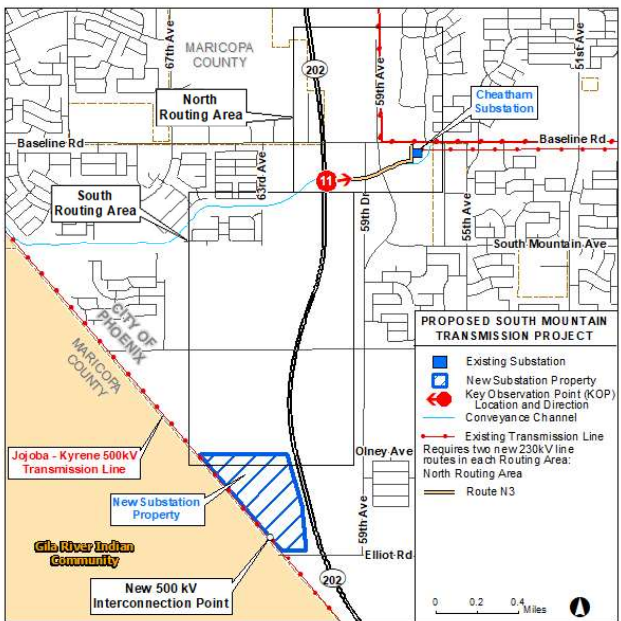 67th Ave
MARICOPA
COUNTY
202
59th Ave
51st Ave
North
Routing Area
Cheatham
Substation
Baseline Rd
Baseline Rd
63rd Ave
11
South
Routing Area
59th Dr
55th Ave
South Mountain Ave
CITY OF
PHOENIX
MARICOPA
COUNTY
PROPOSED SOUTH MOUNTAIN
TRANSMISSION PROJECT
Existing Substation
New Substation Property
Key Observation Point (KOP)
Location and Direction
Conveyance Channel
Existing Transmission Line
Requires two new 230kV line
routes in each Routing Area:
North Routing Area
Route N3
Jojoba - Kyrene 500kV
Transmission Line
Olney Ave
New Substation
Property
59th Ave
Gila River Indian
Community
Elliot Rd
New 500 kV
Interconnection Point
202
0 0.2 0.4
Miles